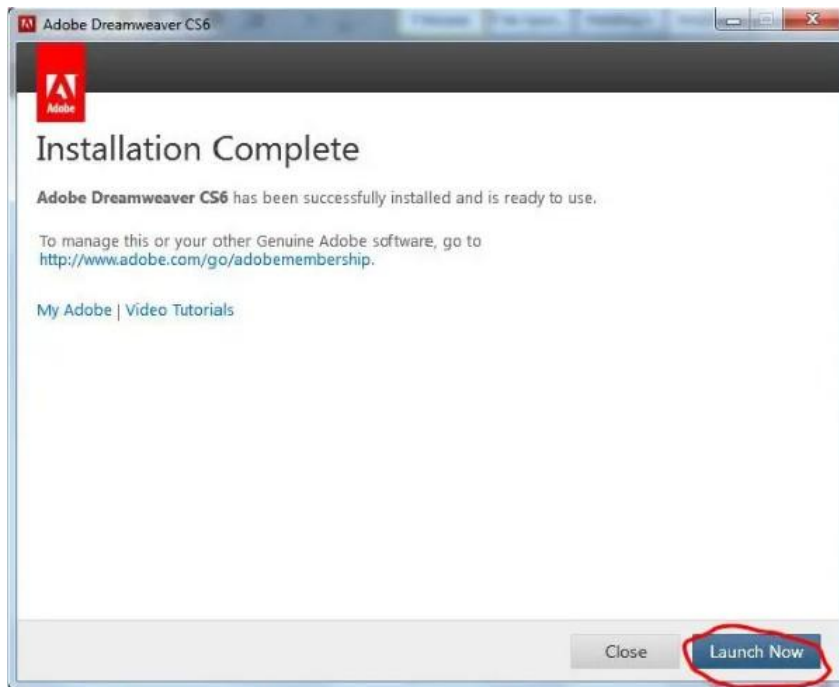 Adobe Dreamweaver CS6
Adobe
Installation Complete
Adobe Dreamweaver CS6 has been successfully installed and is ready to use.
To manage this or your other Genuine Adobe software, go to
http://www.adobe.com/go/adobemembership.
My Adobe | Video Tutorials
Close
Launch Now